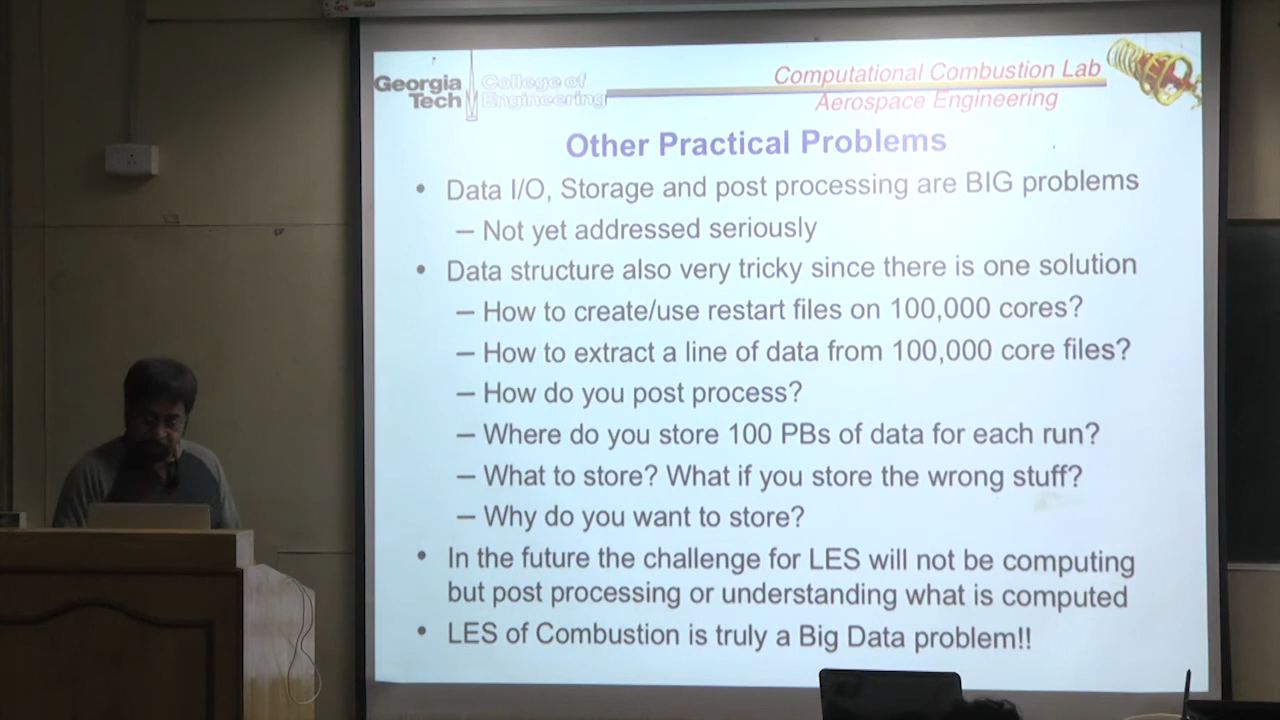 Georgia Tech
College of Engineering
Computational Combustion Lab
Aerospace Engineering
Other Practical Problems
• Data I/O, Storage and post processing are BIG problems
– Not yet addressed seriously
• Data structure also very tricky since there is one solution
– How to create/use restart files on 100,000 cores?
– How to extract a line of data from 100,000 core files?
– How do you post process?
– Where do you store 100 PBs of data for each run?
– What to store? What if you store the wrong stuff?
– Why do you want to store?
• In the future the challenge for LES will not be computing
but post processing or understanding what is computed
• LES of Combustion is truly a Big Data problem!!